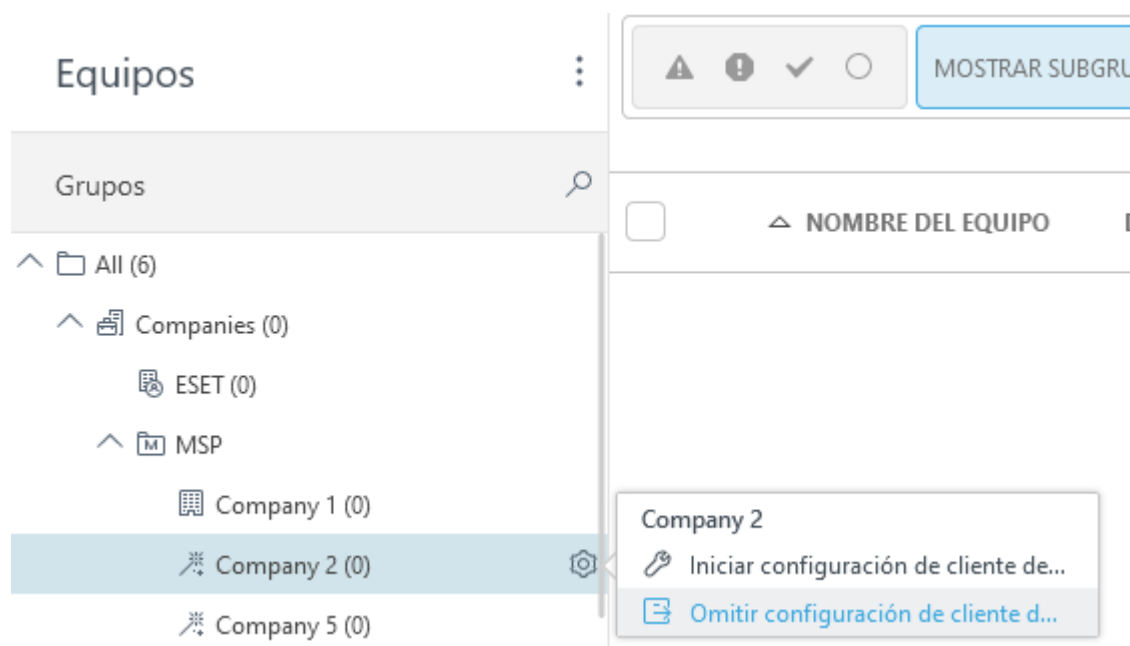 Equipos
MOSTRAR SUBGRU
Grupos
NOMBRE DEL EQUIPO
All (6)
Companies (0)
ESET (0)
MSP
Company 1 (0)
Company 2
Company 2 (0)
Iniciar configuración de cliente de...
Omitir configuración de cliente d...
Company 5 (0)